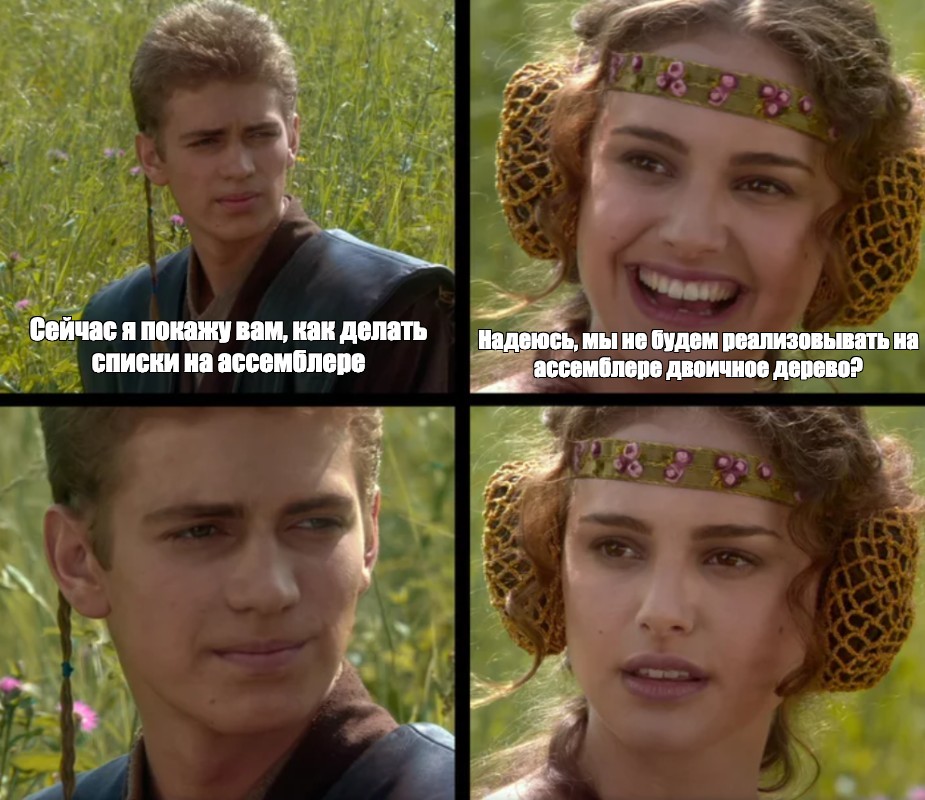 Сейчас я покажу вам, как делать
списки на ассемблере
Надеюсь, мы не будем реализовывать на
ассемблере двоичное дерево?